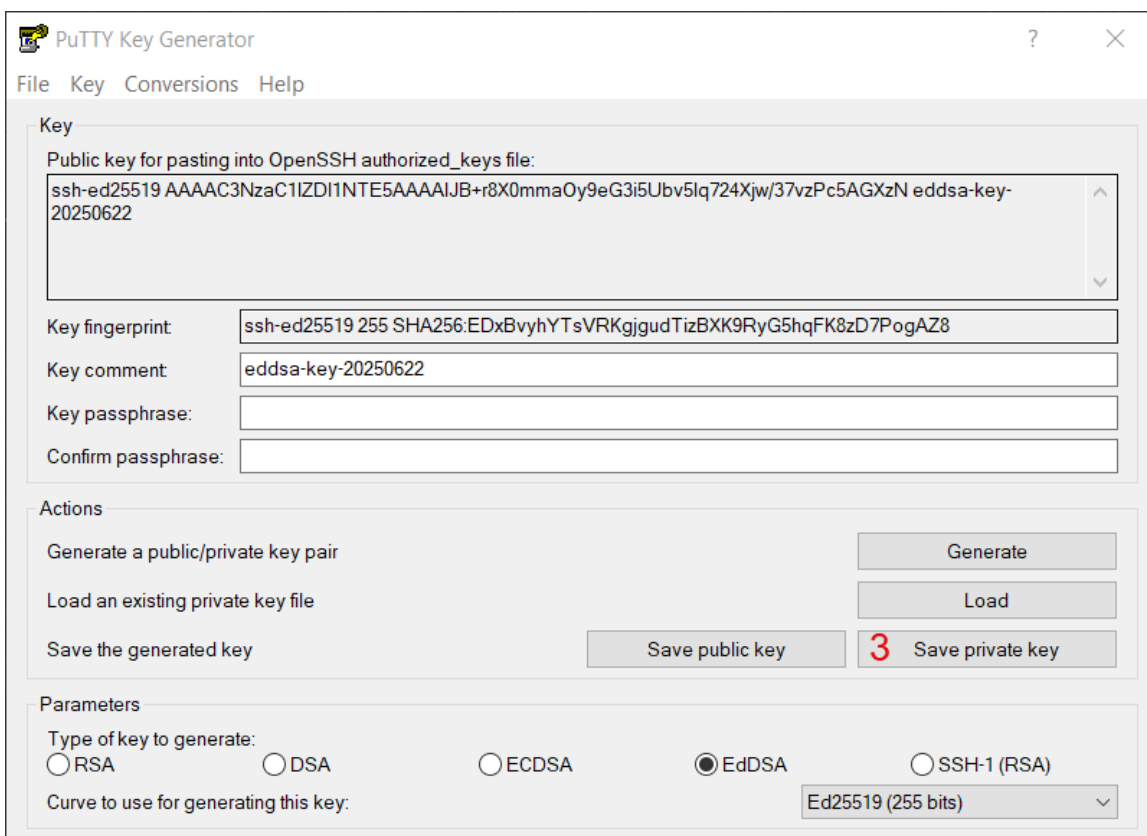 PuTTY Key Generator
?
File Key Conversions Help
Key
Public key for pasting into OpenSSH authorized_keys file:
ssh-ed25519 AAAAC3NzaC1lZDI1NTE5AAAAIJB+r8X0mmaOy9eG3i5Ubv5Iq724Xjw/37vzPc5AGXzN eddsa-key-
20250622
Key fingerprint: ssh-ed25519 255 SHA256:EDxBvyhYTsVRKgjgudTizBXK9RyG5hqFK8zD7PogAZ8
Key comment: eddsa-key-20250622
Key passphrase:
Confirm passphrase:
Actions
Generate a public/private key pair Generate
Load an existing private key file Load
Save the generated key Save public key 3 Save private key
Parameters
Type of key to generate:
RSA DSA ECDSA EdDSA SSH-1 (RSA)
Curve to use for generating this key: Ed25519 (255 bits)